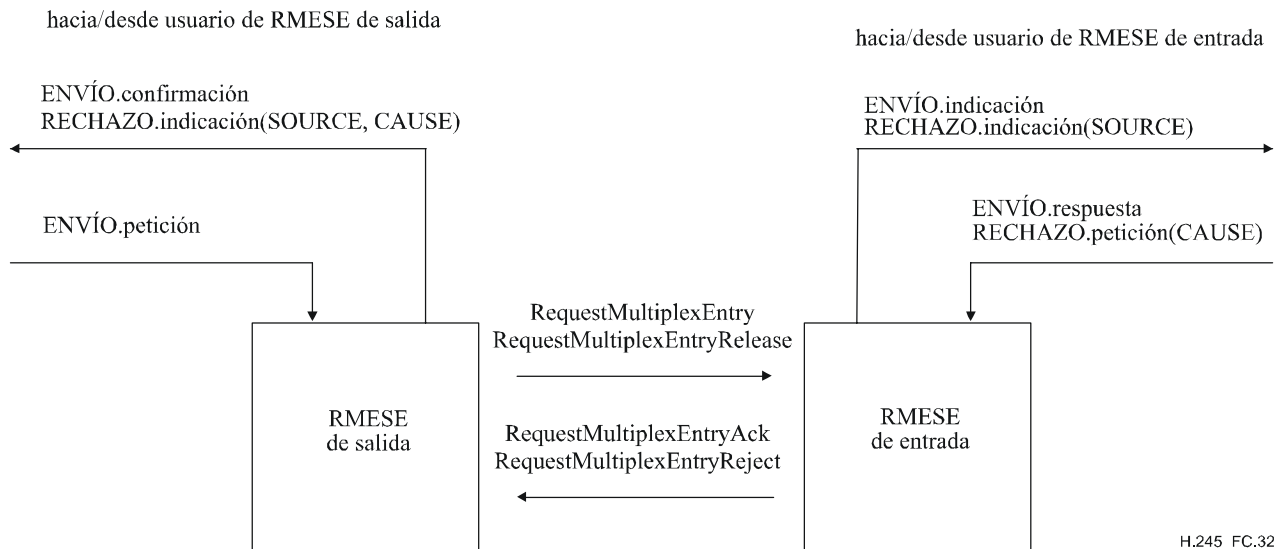 hacia/desde usuario de RMESE de salida
hacia/desde usuario de RMESE de entrada
ENVÍO.confirmación
RECHAZO.indicación(SOURCE, CAUSE)
ENVÍO.indicación
RECHAZO.indicación(SOURCE)
ENVÍO.petición
ENVÍO.respuesta
RECHAZO.petición(CAUSE)
RequestMultiplexEntry
RequestMultiplexEntryRelease
RMESE
de salida
RequestMultiplexEntryAck
RequestMultiplexEntryReject
RMESE
de entrada
H.245_FC.32